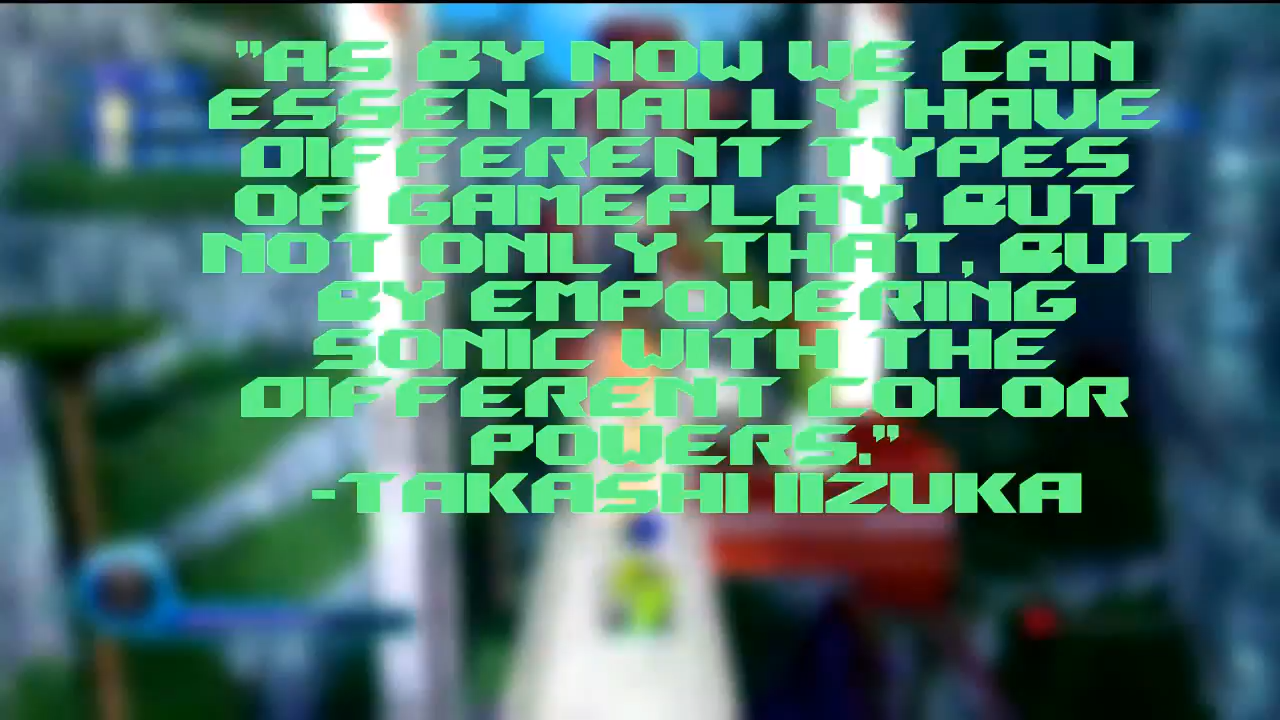 "AS BY NOW WE CAN
ESSENTIALLY HAVE
DIFFERENT TYPES
OF GAMEPLAY, BUT
NOT ONLY THAT, BUT
BY EMPOWERING
SONIC WITH THE
DIFFERENT COLOR
POWERS."
-TAKASHI IIZUKA